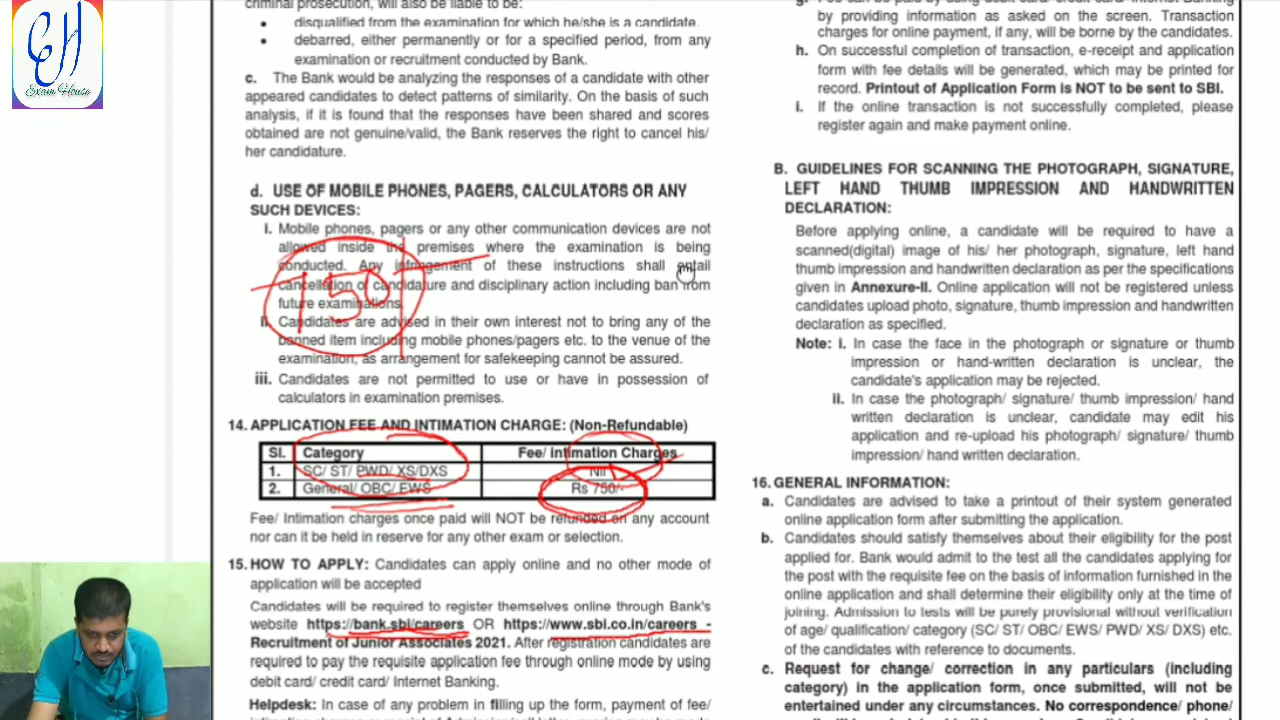 EH
Exam House
criminal prosecution, will also be liable to be:
• disqualified from the examination for which he/she is a candidate.
• debarred, either permanently or for a specified period, from any
examination or recruitment conducted by Bank.
c. The Bank would be analyzing the responses of a candidate with other
appeared candidates to detect patterns of similarity. On the basis of such
analysis, if it is found that the responses have been shared and scores
obtained are not genuine/valid, the Bank reserves the right to cancel his/
her candidature.
d. USE OF MOBILE PHONES, PAGERS, CALCULATORS OR ANY
SUCH DEVICES:
i. Mobile phones, pagers or any other communication devices are not
allowed inside the premises where the examination is being
conducted. Any infringement of these instructions shall entail
cancellation of candidature and disciplinary action including ban from
future examinations.
750
ii. Candidates are advised in their own interest not to bring any of the
banned item including mobile phones/pagers etc. to the venue of the
examination, as arrangement for safekeeping cannot be assured.
iii. Candidates are not permitted to use or have in possession of
calculators in examination premises.
14. APPLICATION FEE AND INTIMATION CHARGE: (Non-Refundable)
Sl. Category Fee/ intimation Charges
1. SC/ ST/ PWD/ XS/DXS Nil
2. General/ OBC/ EWS Rs 750/-
Fee/ Intimation charges once paid will NOT be refunded on any account
nor can it be held in reserve for any other exam or selection.
15. HOW TO APPLY: Candidates can apply online and no other mode of
application will be accepted
Candidates will be required to register themselves online through Bank's
website https://bank.sbi/careers OR https://www.sbi.co.in/careers -
Recruitment of Junior Associates 2021. After registration candidates are
required to pay the requisite application fee through online mode by using
debit card/ credit card/ Internet Banking.
Helpdesk: In case of any problem in filling up the form, payment of fee/
by providing information as asked on the screen. Transaction
charges for online payment, if any, will be borne by the candidates.
h. On successful completion of transaction, e-receipt and application
form with fee details will be generated, which may be printed for
record. Printout of Application Form is NOT to be sent to SBI.
i. If the online transaction is not successfully completed, please
register again and make payment online.
B. GUIDELINES FOR SCANNING THE PHOTOGRAPH, SIGNATURE,
LEFT HAND THUMB IMPRESSION AND HANDWRITTEN
DECLARATION:
Before applying online, a candidate will be required to have a
scanned(digital) image of his/ her photograph, signature, left hand
thumb impression and handwritten declaration as per the specifications
given in Annexure-II. Online application will not be registered unless
candidates upload photo, signature, thumb impression and handwritten
declaration as specified.
Note: i. In case the face in the photograph or signature or thumb
impression or hand-written declaration is unclear, the
candidate's application may be rejected.
ii. In case the photograph/ signature/ thumb impression/ hand
written declaration is unclear, candidate may edit his
application and re-upload his photograph/ signature/ thumb
impression/ hand written declaration.
16. GENERAL INFORMATION:
a. Candidates are advised to take a printout of their system generated
online application form after submitting the application.
b. Candidates should satisfy themselves about their eligibility for the post
applied for. Bank would admit to the test all the candidates applying for
the post with the requisite fee on the basis of information furnished in the
online application and shall determine their eligibility only at the time of
joining. Admission to tests will be purely provisional without verification
of age/ qualification/ category (SC/ ST/ OBC/ EWS/ PWD/ XS/ DXS) etc.
of the candidates with reference to documents.
c. Request for change/ correction in any particulars (including
category) in the application form, once submitted, will not be
entertained under any circumstances. No correspondence/ phone/